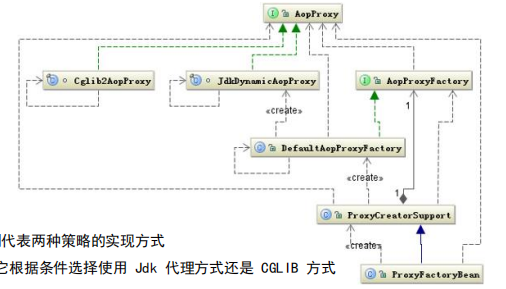 AopProxy
Cglib2AopProxy
JdkDynamicAopProxy
AopProxyFactory
«create»
1
DefaultAopProxyFactory
«create»
1
ProxyCreatorSupport
代表两种策略的实现方式
«create»
它根据条件选择使用 Jdk 代理方式还是 CGLIB 方式
ProxyFactoryBean